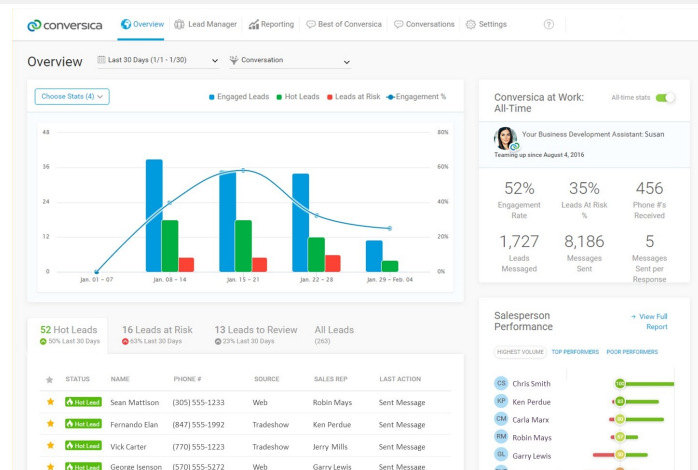 conversica Overview Lead Manager Reporting Best of Conversica Conversations Settings ?
Overview Last 30 Days (1/1 - 1/30) Conversation
Choose Stats (4) Engaged Leads Hot Leads Leads at Risk Engagement %
48 80%
36 60%
24 40%
12 20%
0 0%
Jan. 01 – 07 Jan. 08 – 14 Jan. 15 – 21 Jan. 22 – 28 Jan. 29 – Feb. 04
Conversica at Work: All-time stats
All-Time
Your Business Development Assistant: Susan
Teaming up since August 4, 2016
52% 35% 456
Engagement Leads At Risk Phone #'s
Rate % Received
1,727 8,186 5
Leads Messages Messages
Messaged Sent Sent per
Response
52 Hot Leads 16 Leads at Risk 13 Leads to Review All Leads
50% Last 30 Days 63% Last 30 Days 23% Last 30 Days (263)
STATUS NAME PHONE # SOURCE SALES REP LAST ACTION
Hot Lead Sean Mattison (305) 555-1233 Web Robin Mays Sent Message
Hot Lead Fernando Elan (847) 555-1992 Tradeshow Ken Perdue Sent Message
Hot Lead Vick Carter (770) 555-1223 Tradeshow Jerry Mills Sent Message
Hot Lead George Isenson (570) 555-5272 Web Garry Lewis Sent Message
Salesperson + View Full
Performance Report
HIGHEST VOLUME TOP PERFORMERS POOR PERFORMERS
CS Chris Smith 100
KP Ken Perdue
CM Carla Marx
RM Robin Mays
GL Garry Lewis